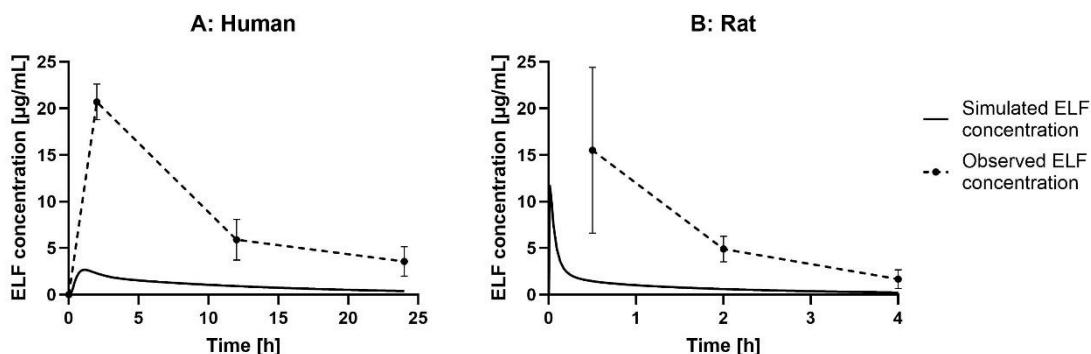 A: Human
ELF concentration [µg/mL]
25
20
15
10
5
0
0 5 10 15 20 25
Time [h]
B: Rat
ELF concentration [µg/mL]
25
20
15
10
5
0
0 1 2 3 4
Time [h]
Simulated ELF
concentration
Observed ELF
concentration